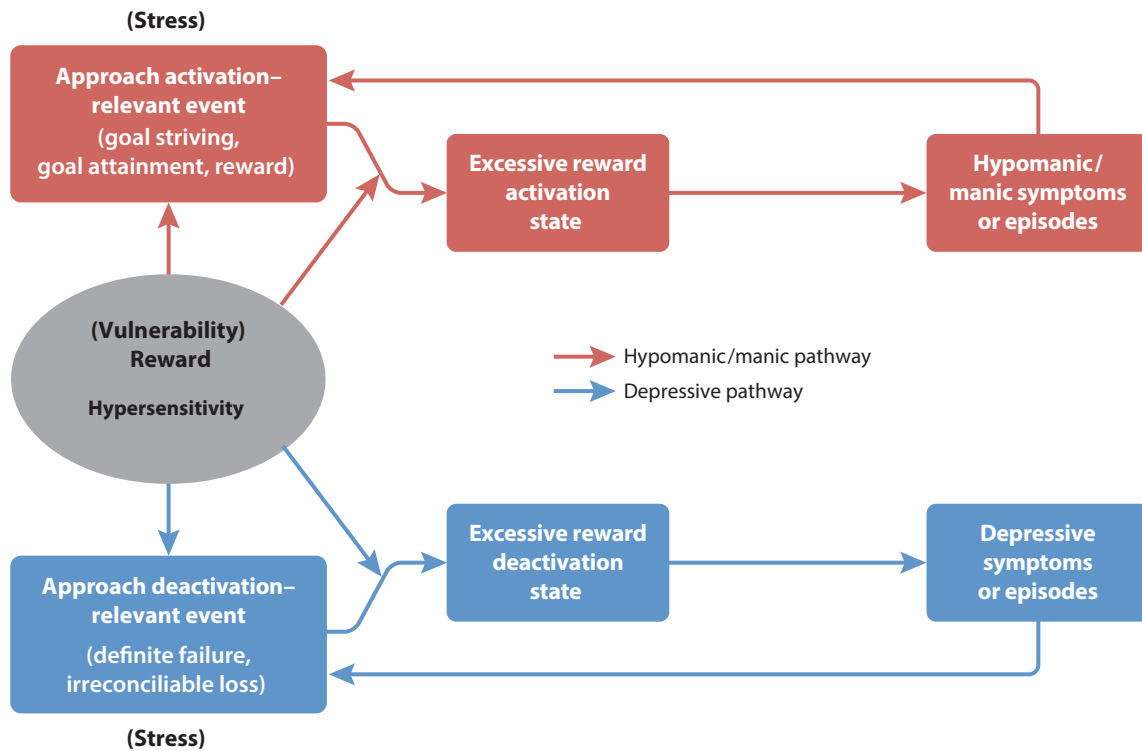 (Stress)
Approach activation–
relevant event
(goal striving,
goal attainment, reward)
Excessive reward
activation
state
Hypomanic/
manic symptoms
or episodes
(Vulnerability)
Reward
Hypersensitivity
Hypomanic/manic pathway
Depressive pathway
Excessive reward
deactivation
state
Depressive
symptoms
or episodes
Approach deactivation–
relevant event
(definite failure,
irreconciliable loss)
(Stress)